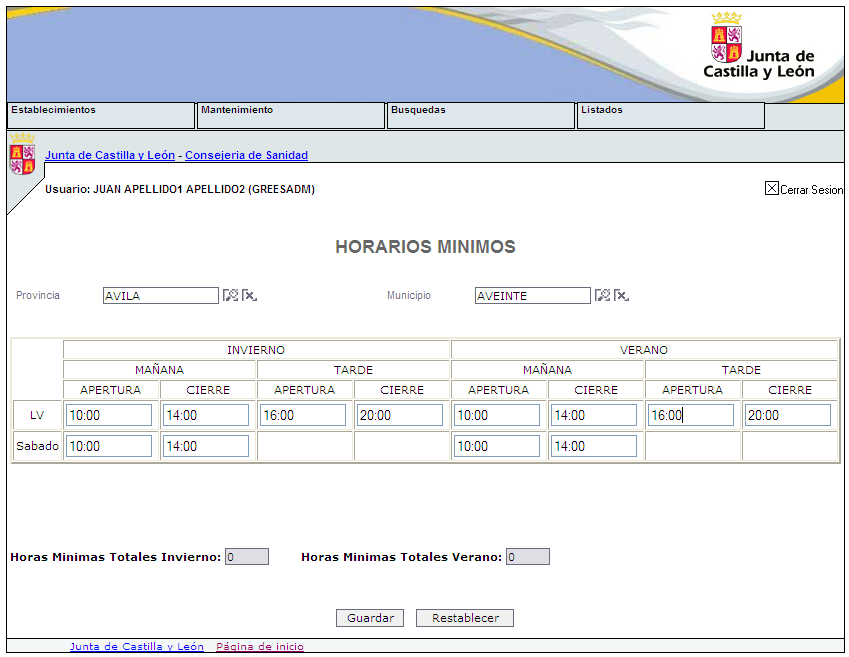 Junta de
Castilla y León
Establecimientos Mantenimiento Busquedas Listados
Junta de Castilla y León - Consejeria de Sanidad
Usuario: JUAN APELLIDO1 APELLIDO2 (GREESADM) Cerrar Sesion
HORARIOS MINIMOS
Provincia AVILA Municipio AVEINTE
INVIERNO VERANO
MAÑANA TARDE MAÑANA TARDE
APERTURA CIERRE APERTURA CIERRE APERTURA CIERRE APERTURA CIERRE
LV 10:00 14:00 16:00 20:00 10:00 14:00 16:00 20:00
Sabado 10:00 14:00 10:00 14:00
Horas Minimas Totales Invierno: 0 Horas Minimas Totales Verano: 0
Guardar Restablecer
Junta de Castilla y León Página de inicio